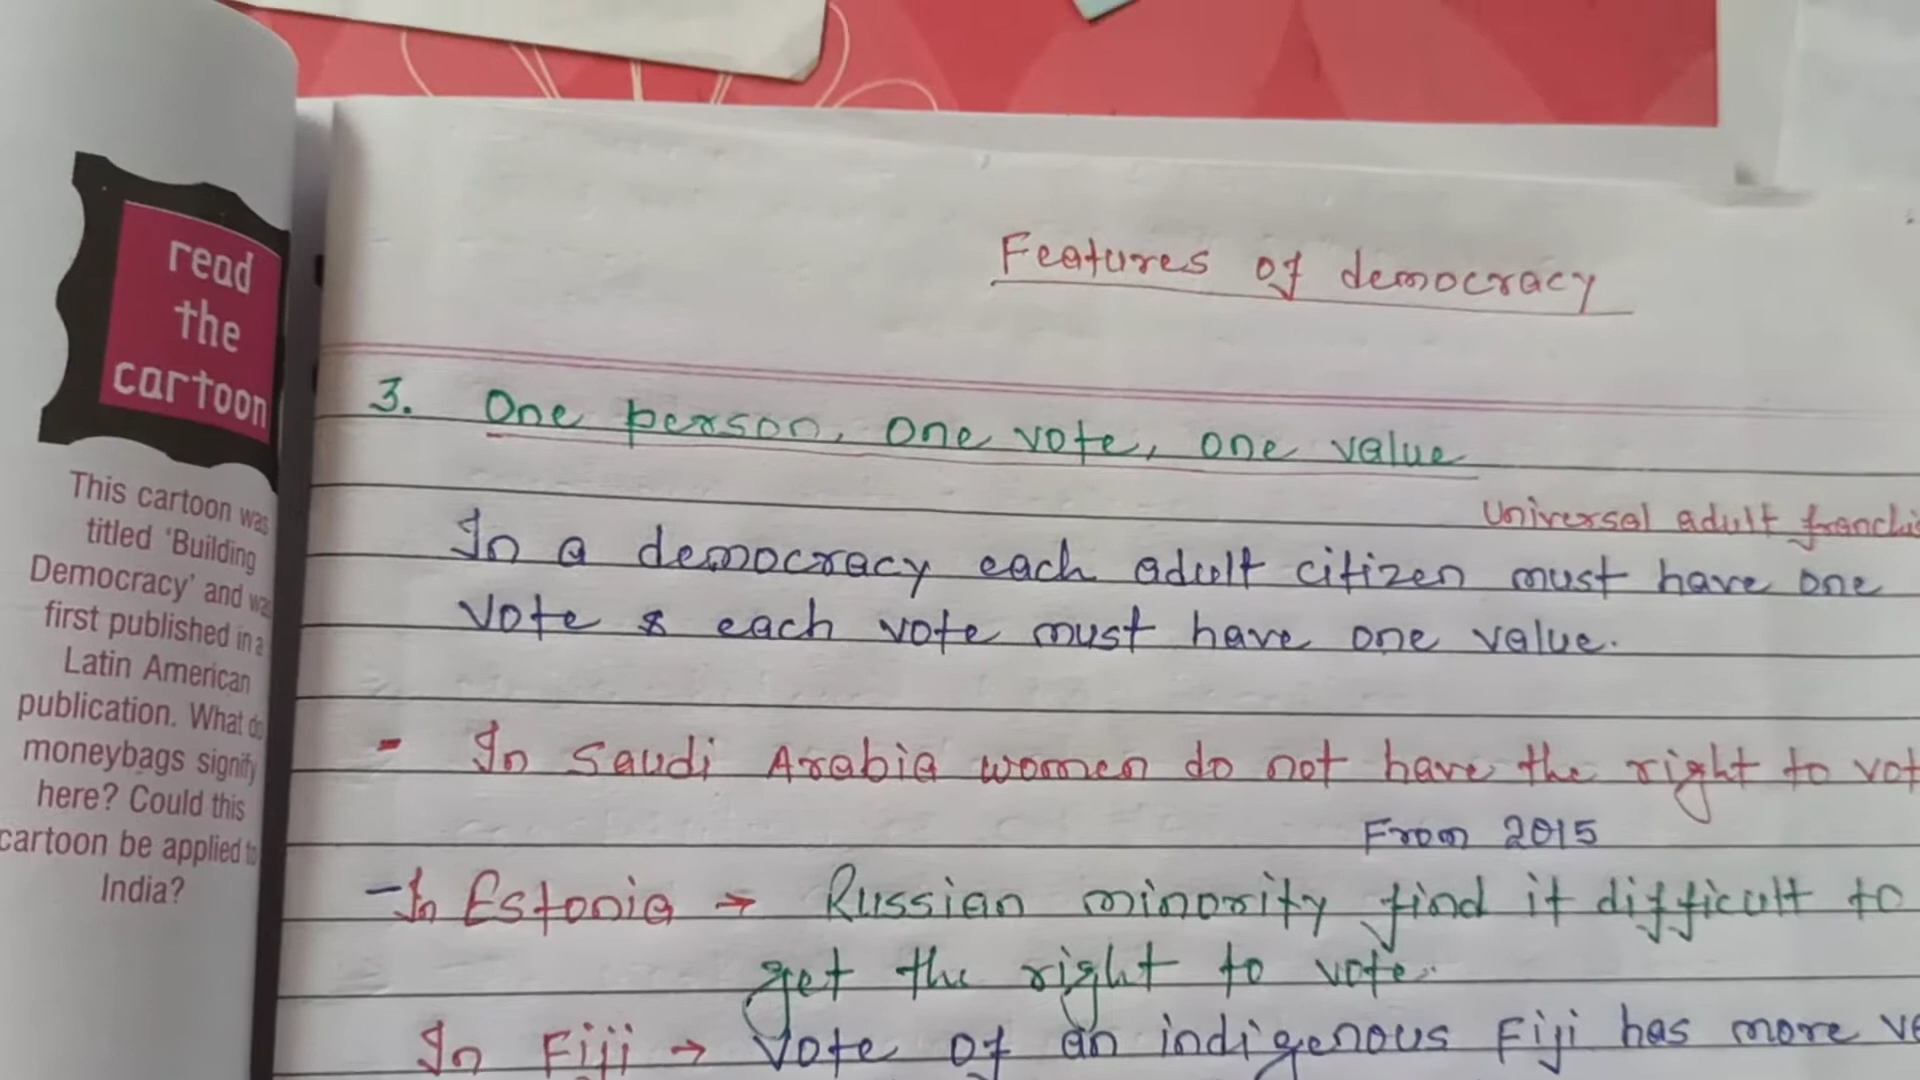 read
the
cartoon
This cartoon was
titled 'Building
Democracy' and was
first published in a
Latin American
publication. What do
moneybags signify
here? Could this
cartoon be applied to
India?
Features of democracy
3. One person, one vote, one value
Universal adult
In a democracy each adult citizen must have one
vote & each vote must have one value.
- In Saudi Arabia women do not have the right to
From 2015
- In Estonia → Russian minority find it difficult to
get the right to vote.
In Fiji → Vote of an indigenous Fiji has more